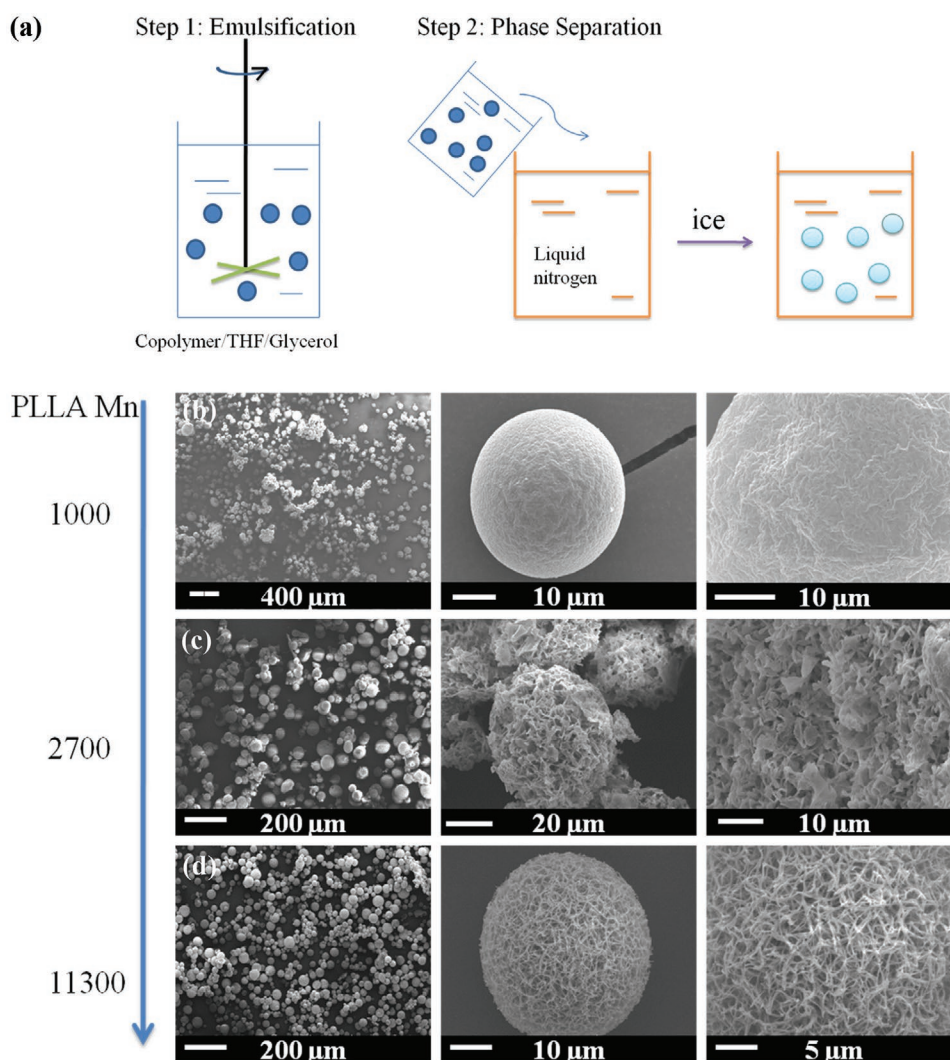 (a)
Step 1: Emulsification
Step 2: Phase Separation
Liquid
nitrogen
ice
Copolymer/THF/Glycerol
PLLA Mn
1000
(b)
400 μm
10 μm
10 μm
2700
(c)
200 μm
20 μm
10 μm
11300
(d)
200 μm
10 μm
5 μm